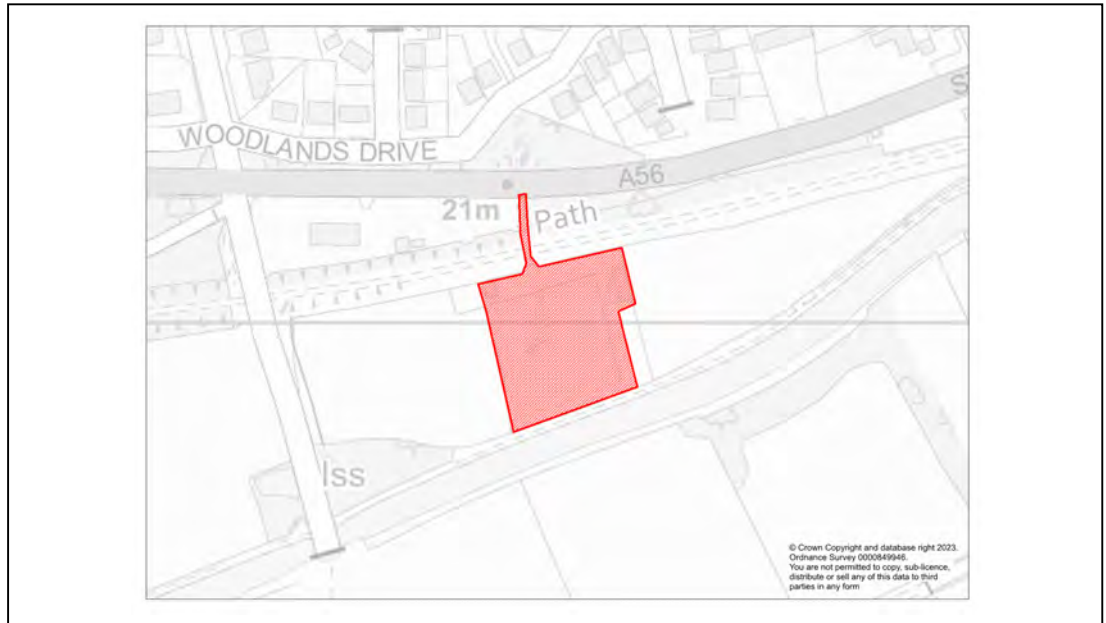 WOODLANDS DRIVE
A56
21m
Path
Iss
© Crown Copyright and database right 2023.
Ordnance Survey 0000849946.
You are not permitted to copy, sub-licence,
distribute or sell any of this data to third
parties in any form